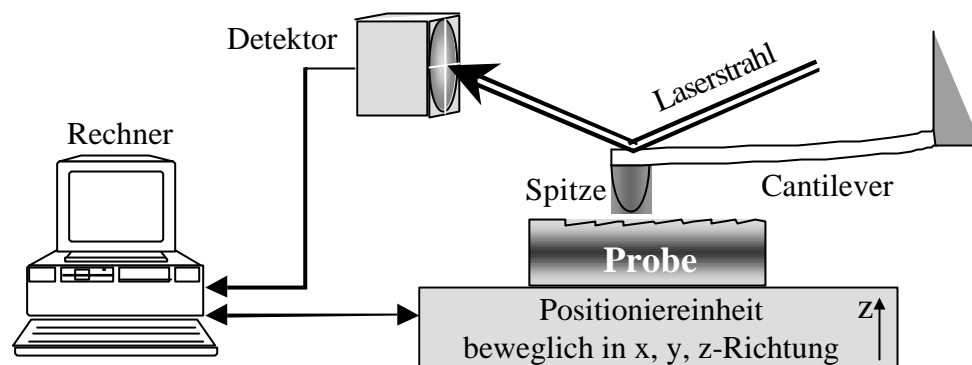 Detektor
Laserstrahl
Rechner
Spitze
Cantilever
Probe
Positioniereinheit
z
beweglich in x, y, z-Richtung